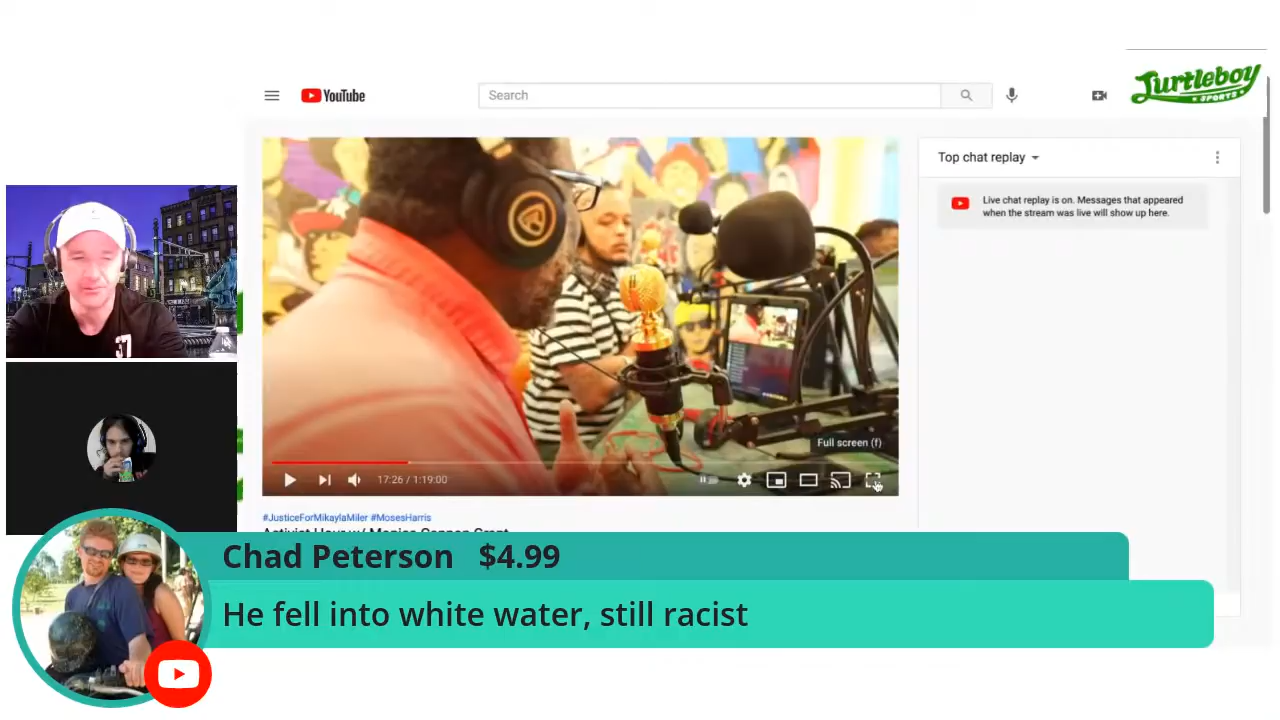 YouTube
Search
Turtleboy
SPORTS
Top chat replay
Live chat replay is on. Messages that appeared
when the stream was live will show up here.
Full screen (f)
17:26 / 1:19:00
#JusticeForMikaylaMiler #MosesHarris
37
Chad Peterson $4.99
He fell into white water, still racist